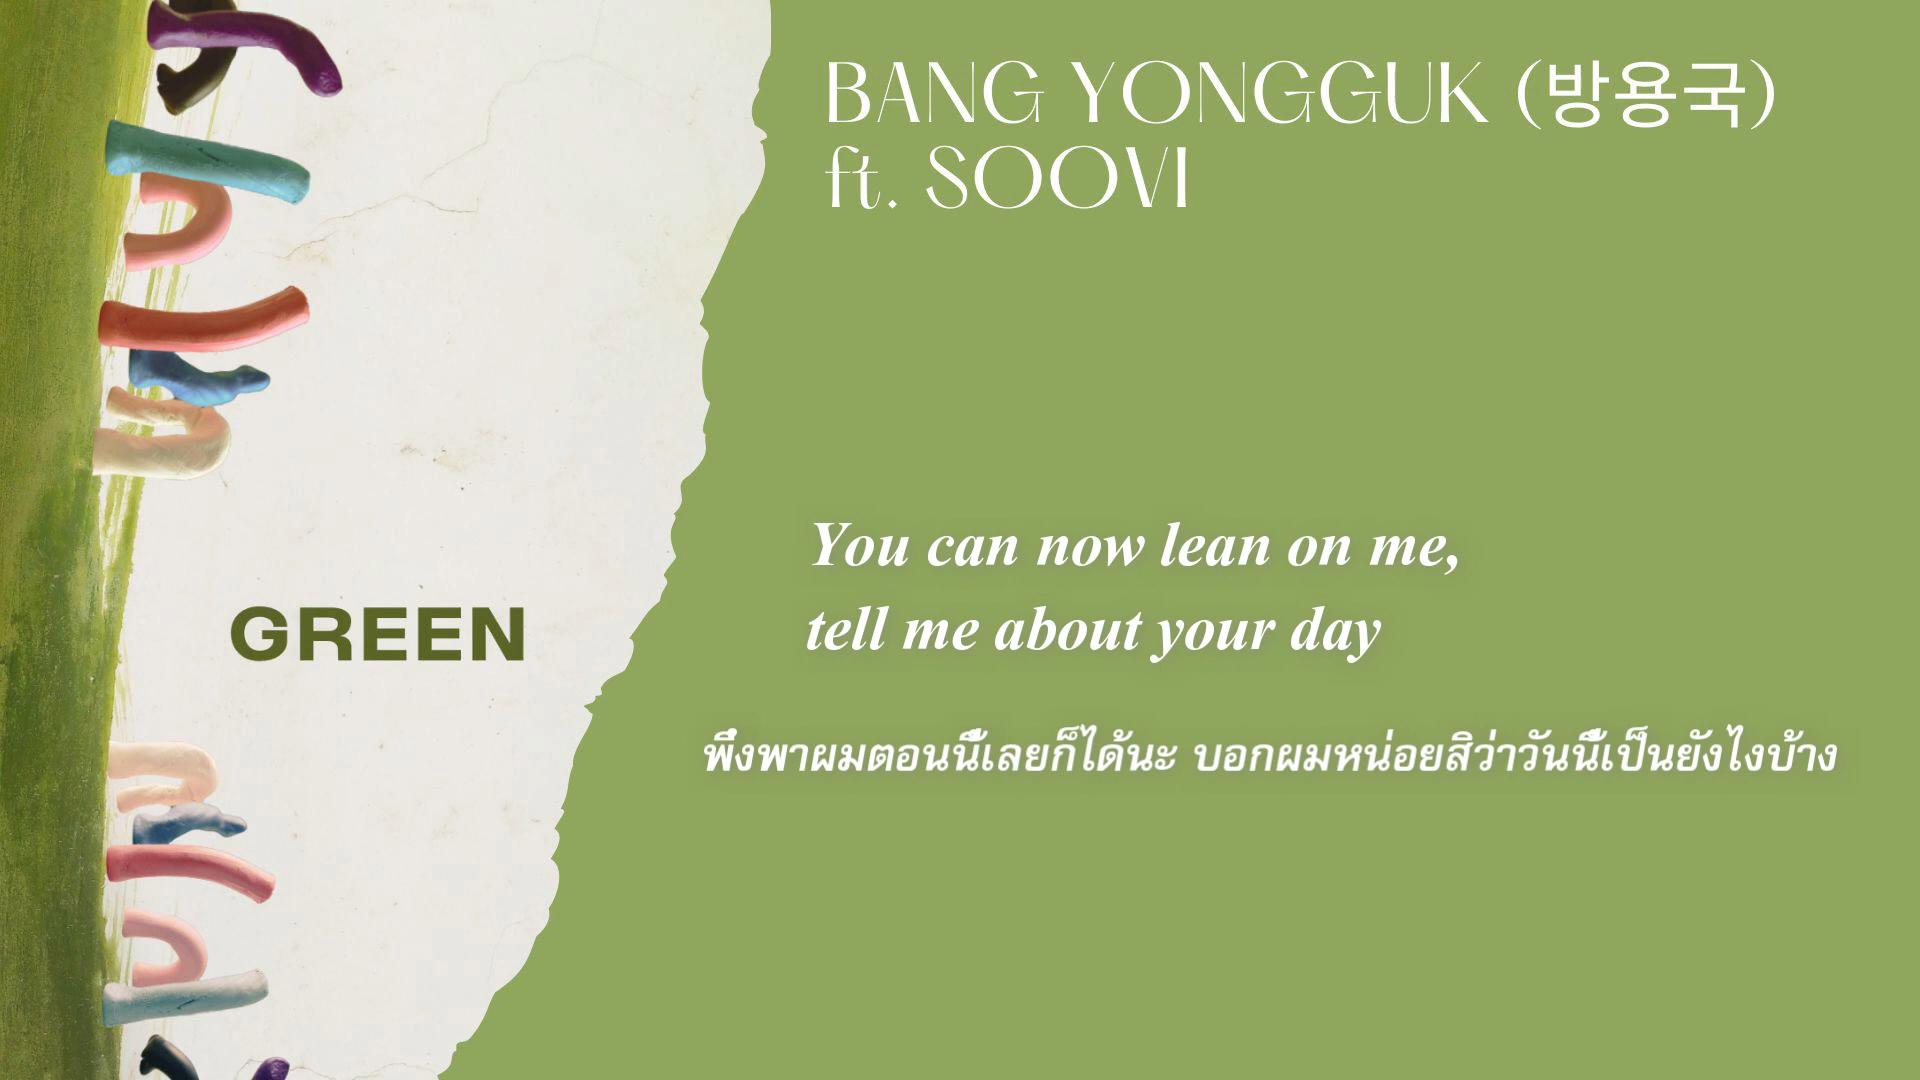 BANG YONGGUK (방용국)
ft. SOOVI
You can now lean on me,
tell me about your day
GREEN
พึ่งพาผมตอนนี้เลยก็ได้นะ บอกผมหน่อยสิว่าวันนี้เป็นยังไงบ้าง